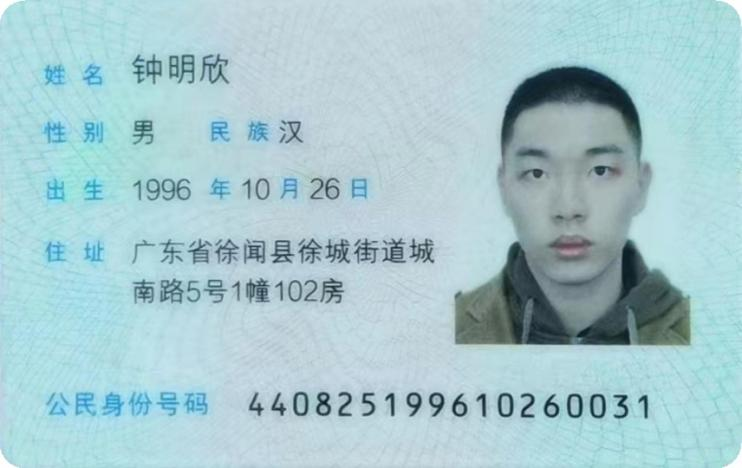 姓名 钟明欣
性别 男 民族 汉
出生 1996 年 10 月 26 日
住址 广东省徐闻县徐城街道城
南路5号1幢102房
公民身份号码 440825199610260031